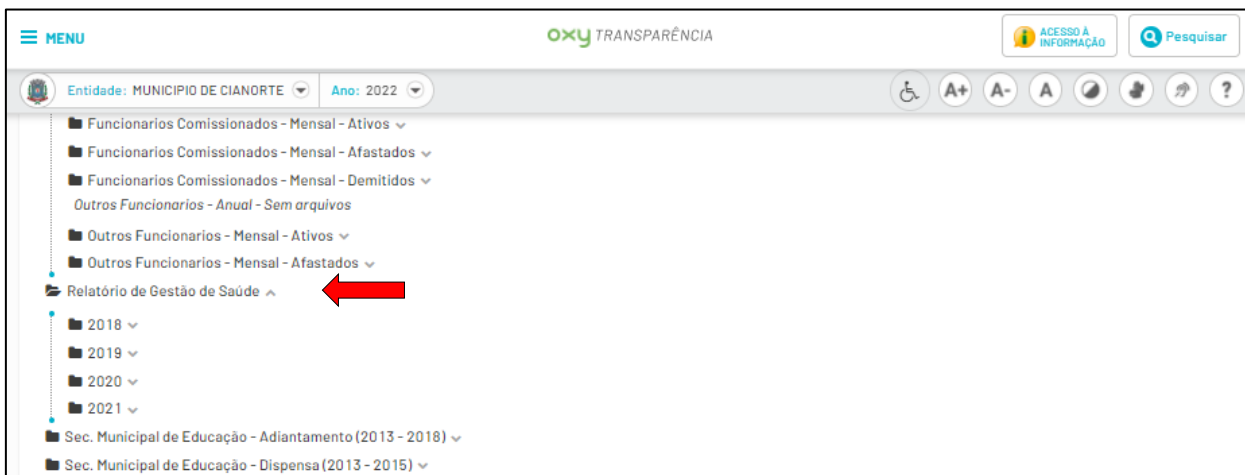 MENU
oxy TRANSPARÊNCIA
ACESSO À
INFORMAÇÃO
Pesquisar
Entidade: MUNICIPIO DE CIANORTE
Ano: 2022
A+
A-
A
?
Funcionarios Comissionados - Mensal - Ativos
Funcionarios Comissionados - Mensal - Afastados
Funcionarios Comissionados - Mensal - Demitidos
Outros Funcionarios - Anual - Sem arquivos
Outros Funcionarios - Mensal - Ativos
Outros Funcionarios - Mensal - Afastados
Relatório de Gestão de Saúde
2018
2019
2020
2021
Sec. Municipal de Educação - Adiantamento (2013 - 2018)
Sec. Municipal de Educação - Dispensa (2013 - 2015)